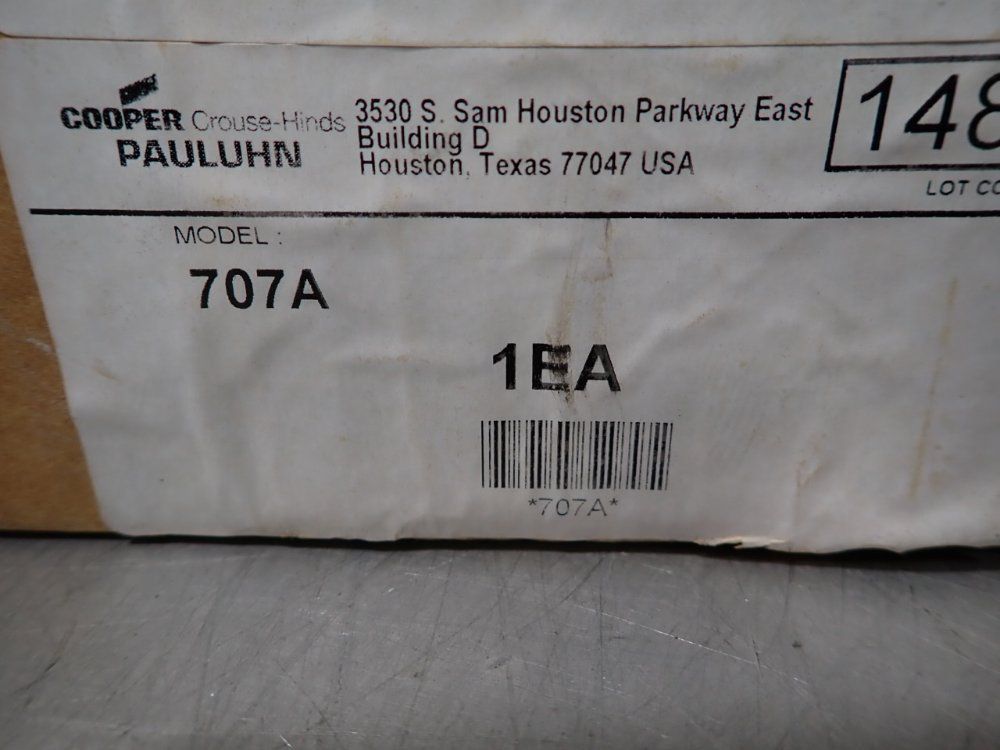 COOPER Crouse-Hinds
PAULUHN
3530 S. Sam Houston Parkway East
Building D
Houston, Texas 77047 USA
148
LOT CO
MODEL :
707A
1EA
*707A*